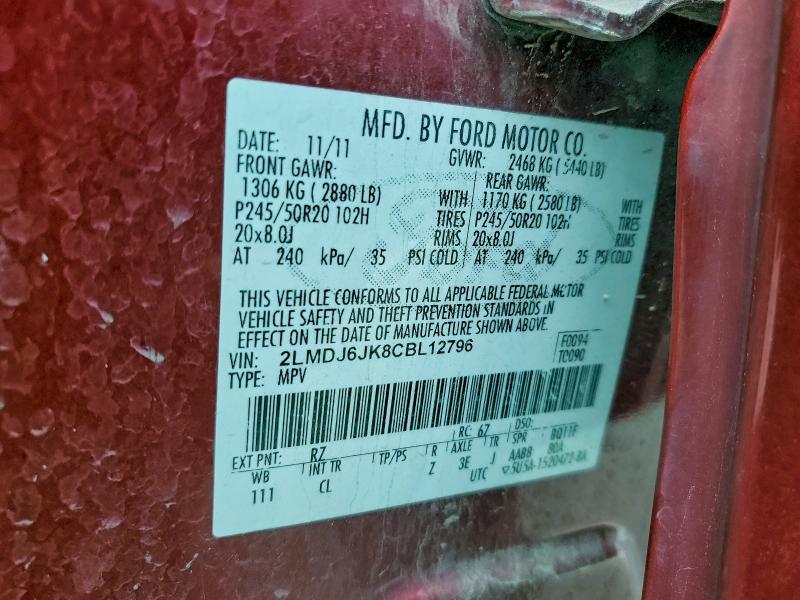 MFD. BY FORD MOTOR CO.
DATE: 11/11 GVWR: 2468 KG ( 5440 LB)
FRONT GAWR: REAR GAWR:
1306 KG ( 2880 LB) WITH 1170 KG ( 2580 LB) WITH
P245/50R20 102H TIRES P245/50R20 102H TIRES
20x8.0J RIMS 20x8.0J RIMS
AT 240 kPa/ 35 PSI COLD AT 240 kPa/ 35 PSI COLD
THIS VEHICLE CONFORMS TO ALL APPLICABLE FEDERAL MOTOR
VEHICLE SAFETY AND THEFT PREVENTION STANDARDS IN
EFFECT ON THE DATE OF MANUFACTURE SHOWN ABOVE.
VIN: 2LMDJ6JK8CBL12796 F0094
TYPE: MPV T0090
EXT PNT: RZ RC: 67 DSO:
WB INT TR TP/PS R AXLE TR SPR
111 CL Z 3E J AABB
UTC